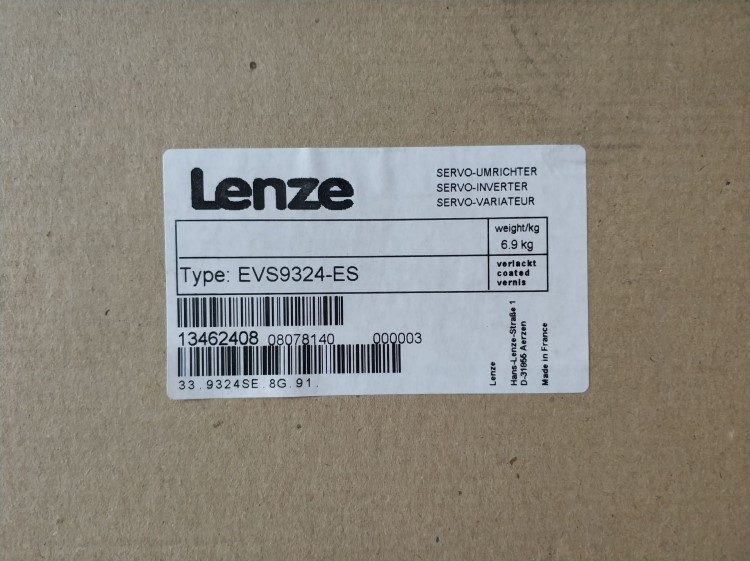 Lenze
SERVO-UMRICHTER
SERVO-INVERTER
SERVO-VARIATEUR
weight/kg
6.9 kg
Type: EVS9324-ES
verlackt
coated
vernis
13462408 08078140 000003
33.9324SE.8G.91.
Lenze
Hans-Lenze-Straße 1
D-31855 Aerzen
Made in France